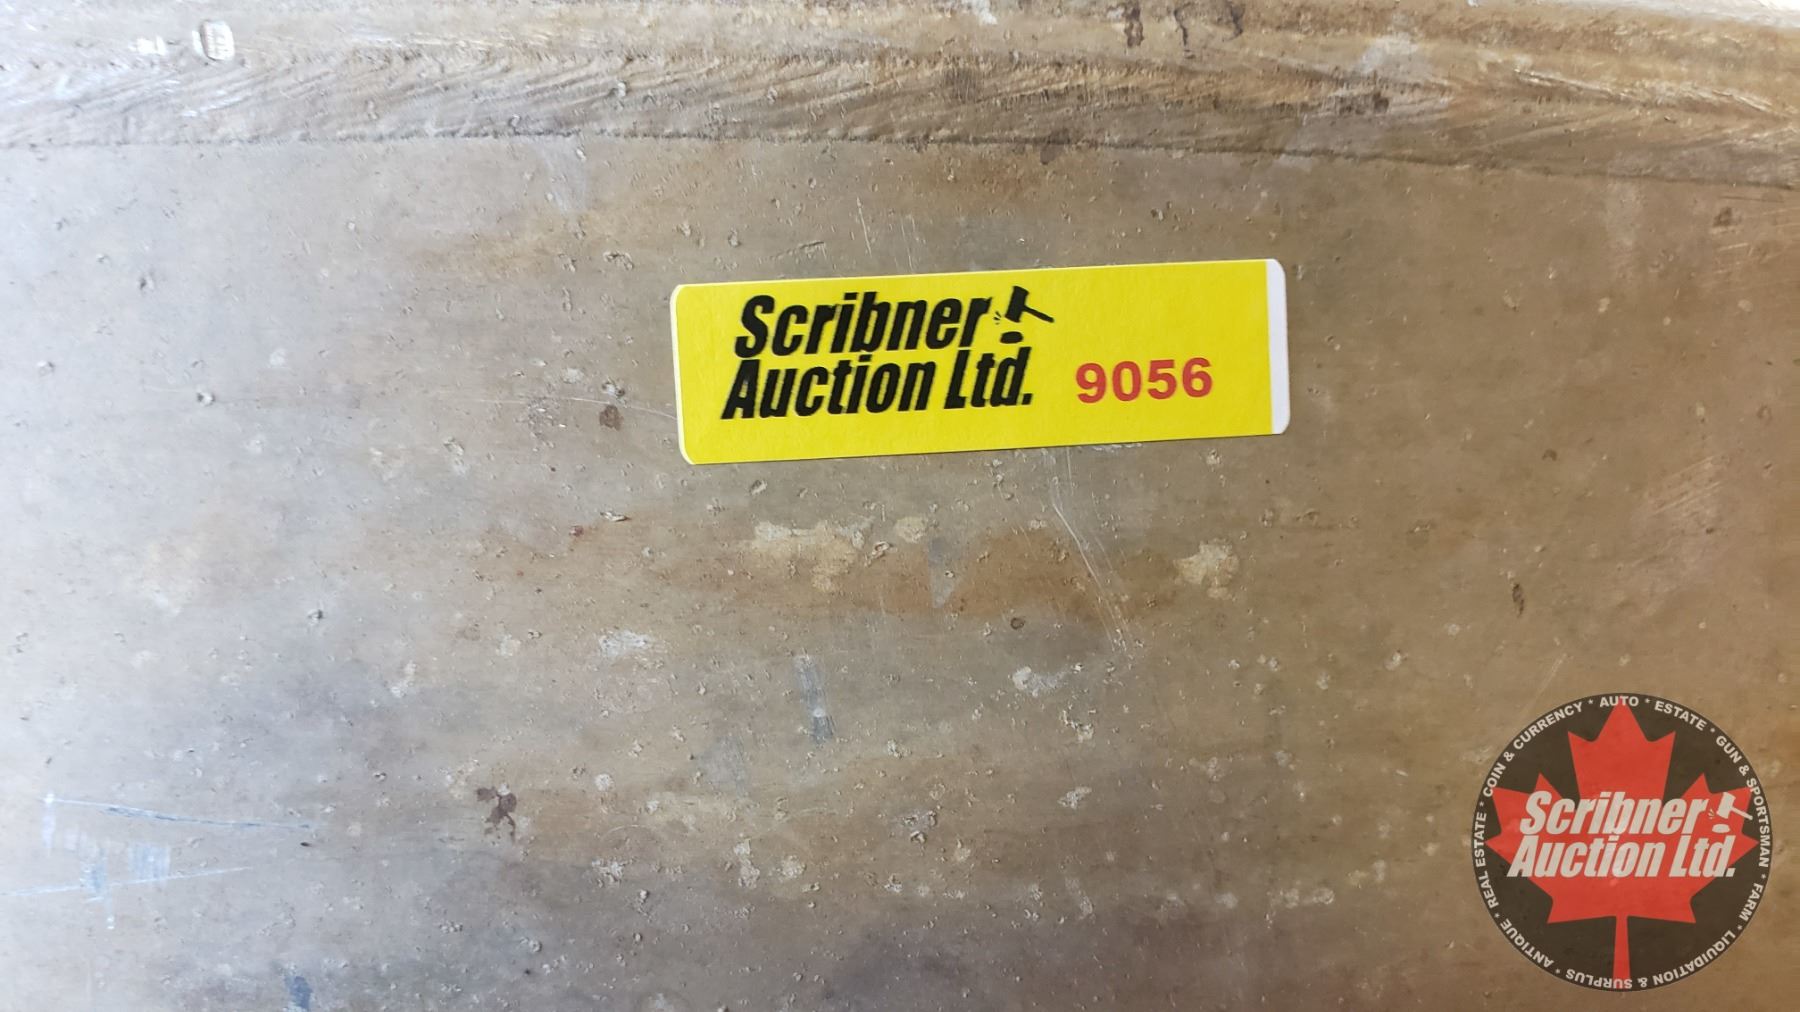 Scribner
Auction Ltd. 9056
* AUTO * ESTATE * GUN & SPORTSMAN * FARM * LIQUIDATION & SURPLUS * ANTIQUE * REAL ESTATE * COIN & CURRENCY
Scribner
Auction Ltd.